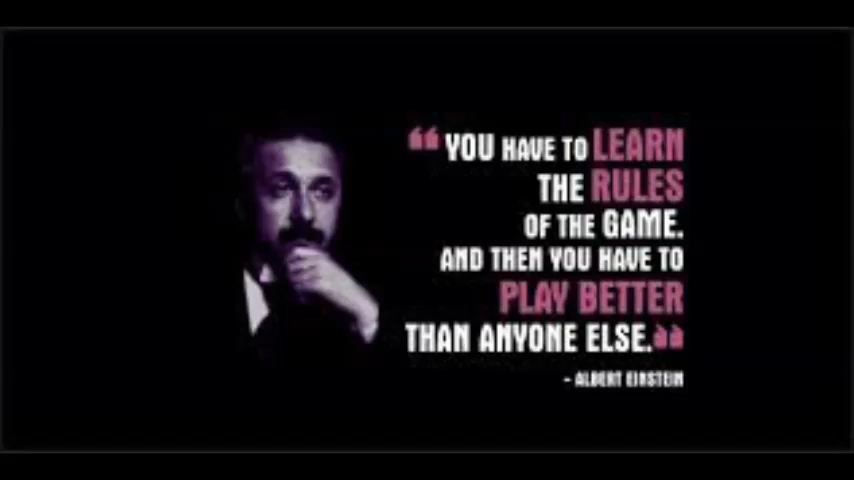 “YOU HAVE TO LEARN
THE RULES
OF THE GAME.
AND THEN YOU HAVE TO
PLAY BETTER
THAN ANYONE ELSE.”
- ALBERT EINSTEIN